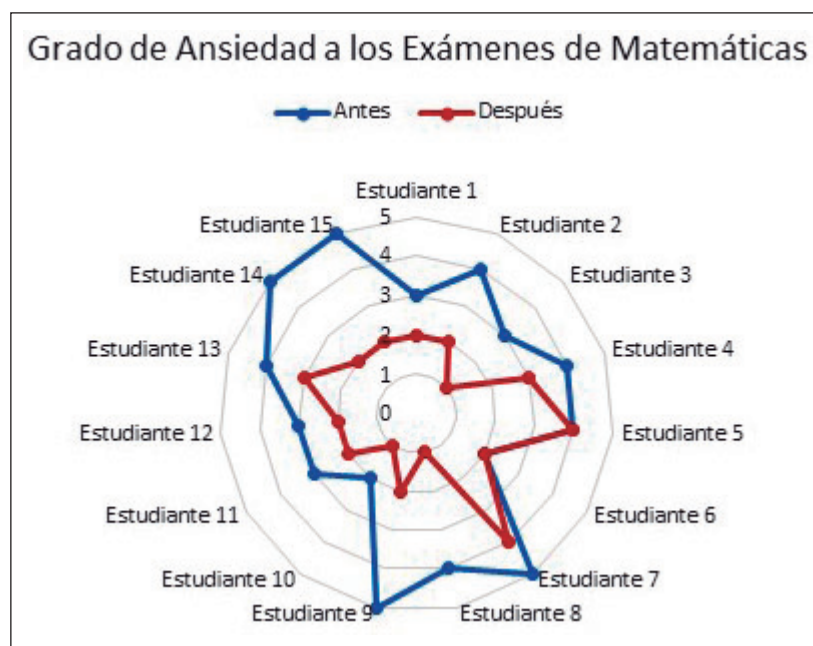 Grado de Ansiedad a los Exámenes de Matemáticas
Antes Después
Estudiante 1
Estudiante 2
Estudiante 3
Estudiante 4
Estudiante 5
Estudiante 6
Estudiante 7
Estudiante 8
Estudiante 9
Estudiante 10
Estudiante 11
Estudiante 12
Estudiante 13
Estudiante 14
Estudiante 15
5
4
3
2
1
0